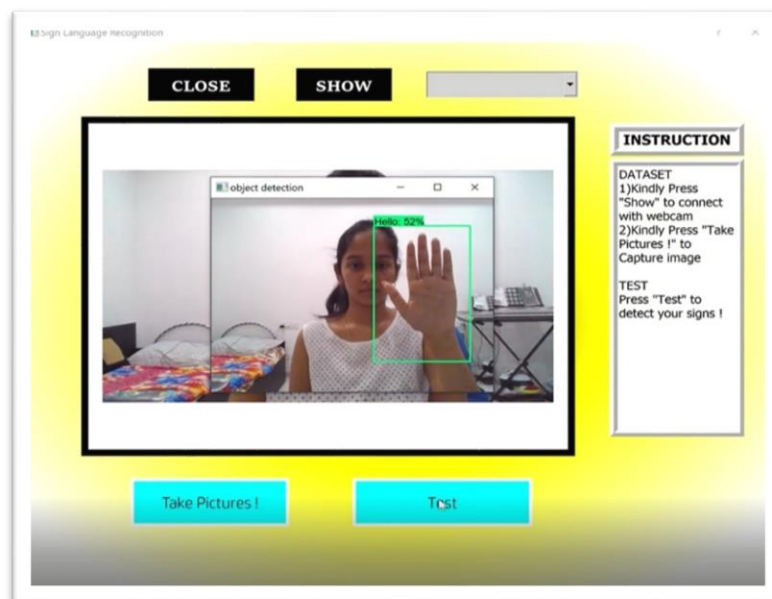 Sign Language Recognition
CLOSE
SHOW
object detection
Hello: 52%
INSTRUCTION
DATASET
1)Kindly Press
"Show" to connect
with webcam
2)Kindly Press "Take
Pictures !" to
Capture image
TEST
Press "Test" to
detect your signs !
Take Pictures !
Test